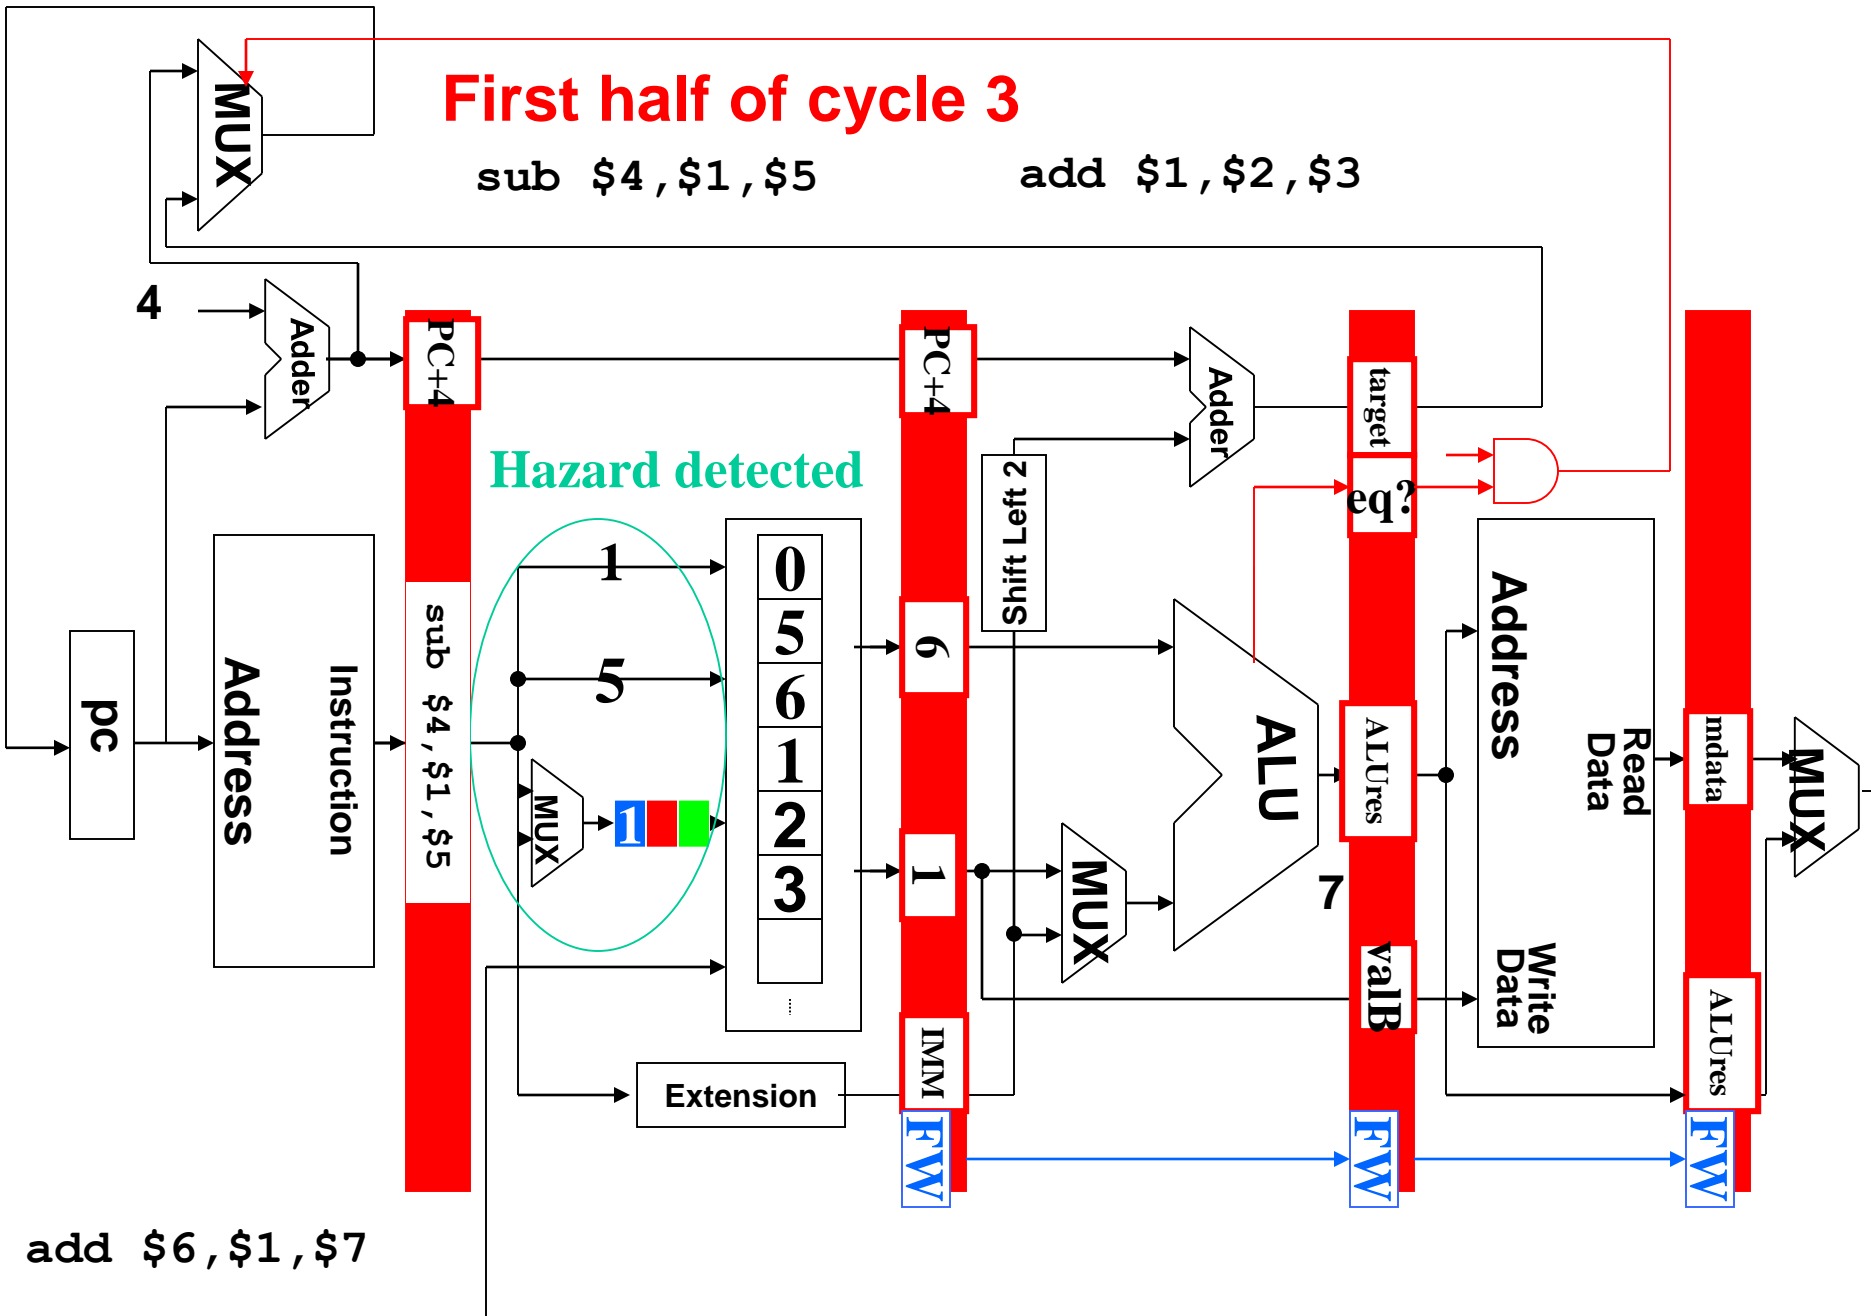 First half of cycle 3
sub $4,$1,$5
add $1,$2,$3
MUX
4
Adder
PC+4
PC+4
Adder
target
eq?
Hazard detected
Shift Left 2
pc
Address
Instruction
sub $4,$1,$5
1
5
MUX
1
0
5
6
1
2
3
6
1
IMM
FW
Extension
MUX
ALU
7
ALUres
valB
FW
Address
Read
Data
Write
Data
mdata
ALUres
FW
MUX
add $6,$1,$7